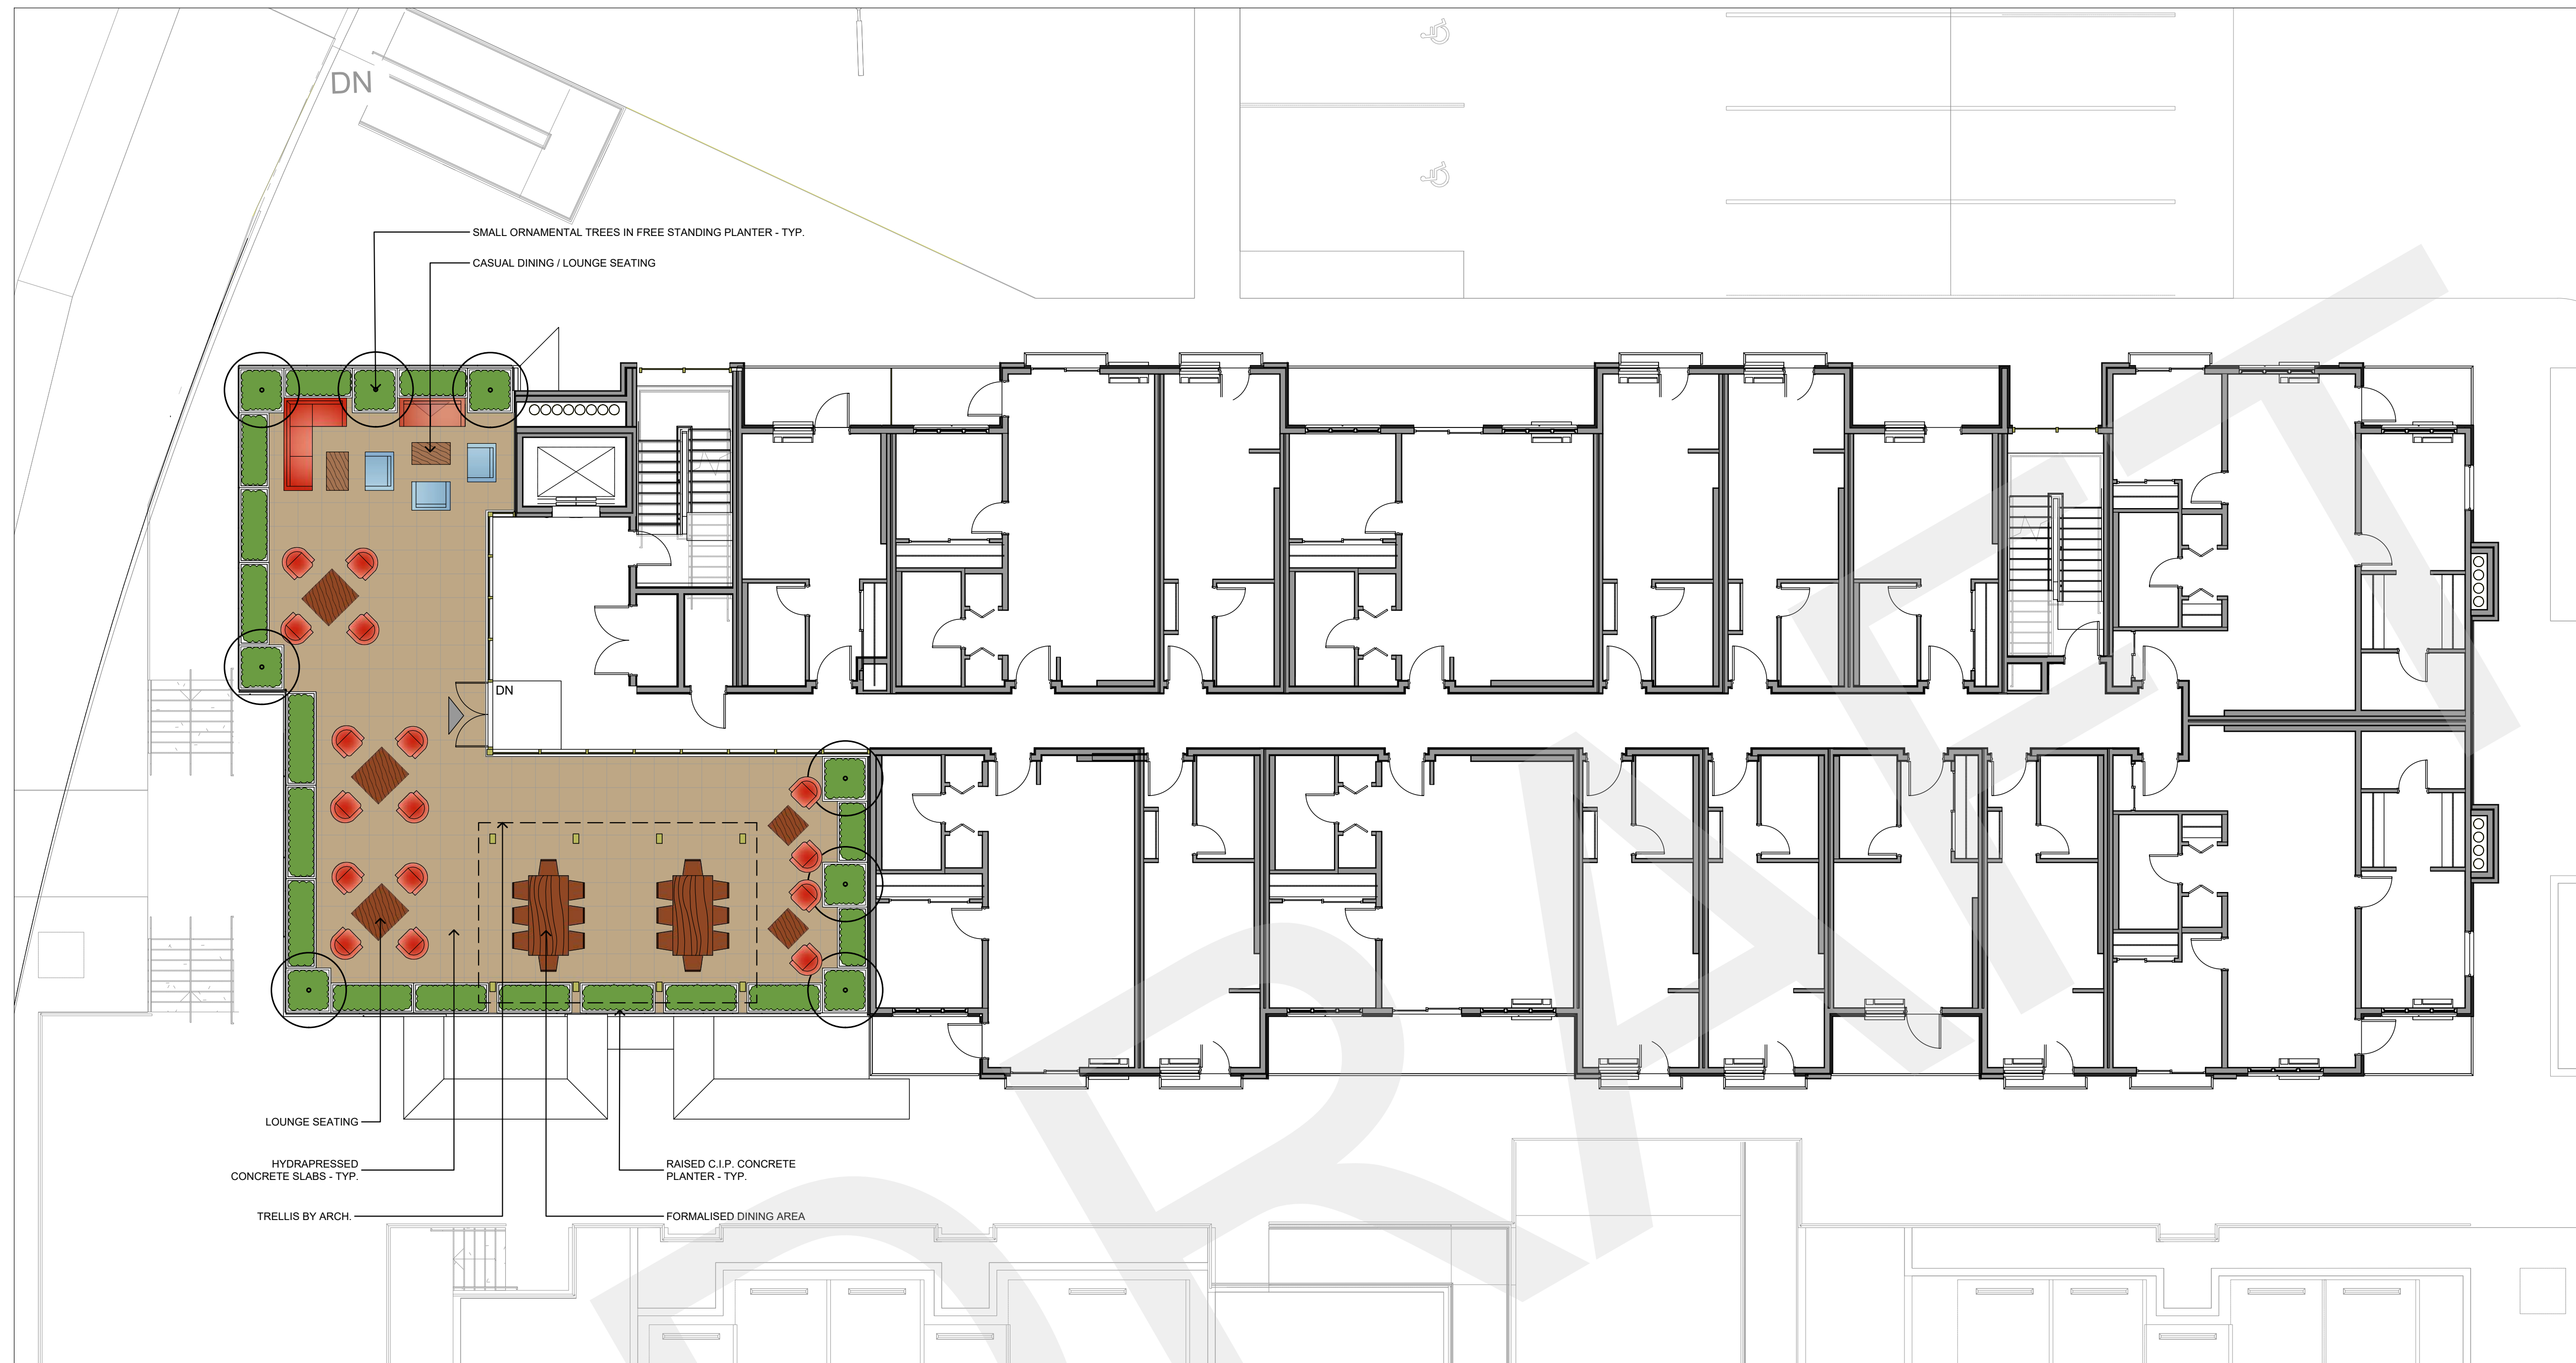 DN
SMALL ORNAMENTAL TREES IN FREE STANDING PLANTER - TYP.
CASUAL DINING / LOUNGE SEATING
DN
LOUNGE SEATING
HYDRAPRESSED
CONCRETE SLABS - TYP.
RAISED C.I.P. CONCRETE
PLANTER - TYP.
TRELLIS BY ARCH.
FORMALISED DINING AREA
DRAFT